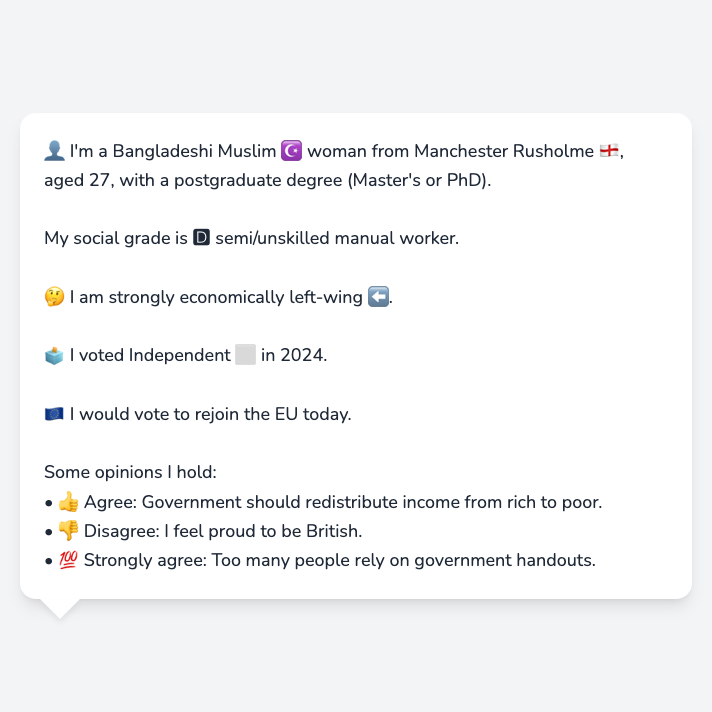 👤 I'm a Bangladeshi Muslim ☪️ woman from Manchester Rusholme 🏴󠁧󠁢󠁥󠁮󠁧󠁿,
aged 27, with a postgraduate degree (Master's or PhD).
My social grade is 🅳 semi/unskilled manual worker.
🤔 I am strongly economically left-wing ⬅️.
🗳️ I voted Independent ⬜ in 2024.
🇪🇺 I would vote to rejoin the EU today.
Some opinions I hold:
• 👍 Agree: Government should redistribute income from rich to poor.
• 👎 Disagree: I feel proud to be British.
• 💯 Strongly agree: Too many people rely on government handouts.